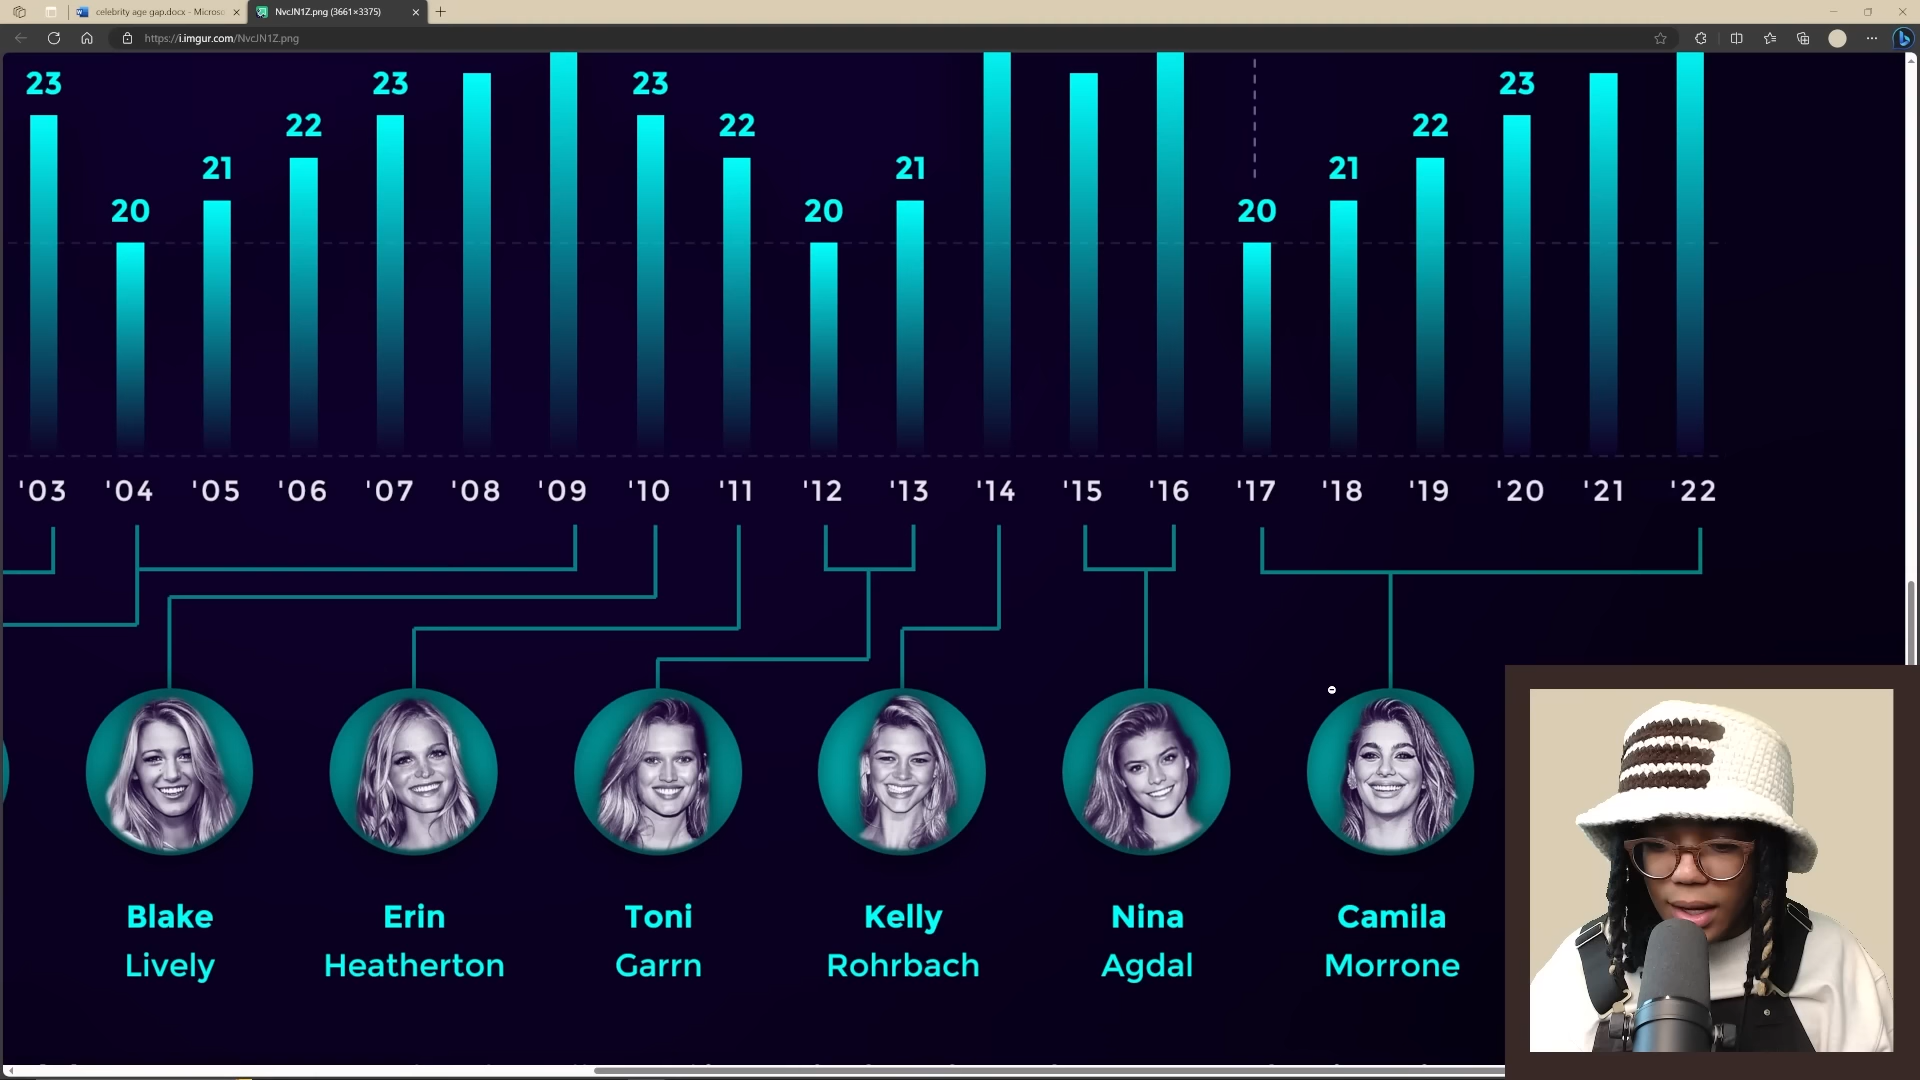 celebrity age gap.docx - Microso
NvcJN1Z.png (3661×3375)
https://i.imgur.com/NvcJN1Z.png
23
20
21
22
23
23
22
20
21
20
21
22
23
'03 '04 '05 '06 '07 '08 '09 '10 '11 '12 '13 '14 '15 '16 '17 '18 '19 '20 '21 '22
Blake
Lively
Erin
Heatherton
Toni
Garrn
Kelly
Rohrbach
Nina
Agdal
Camila
Morrone